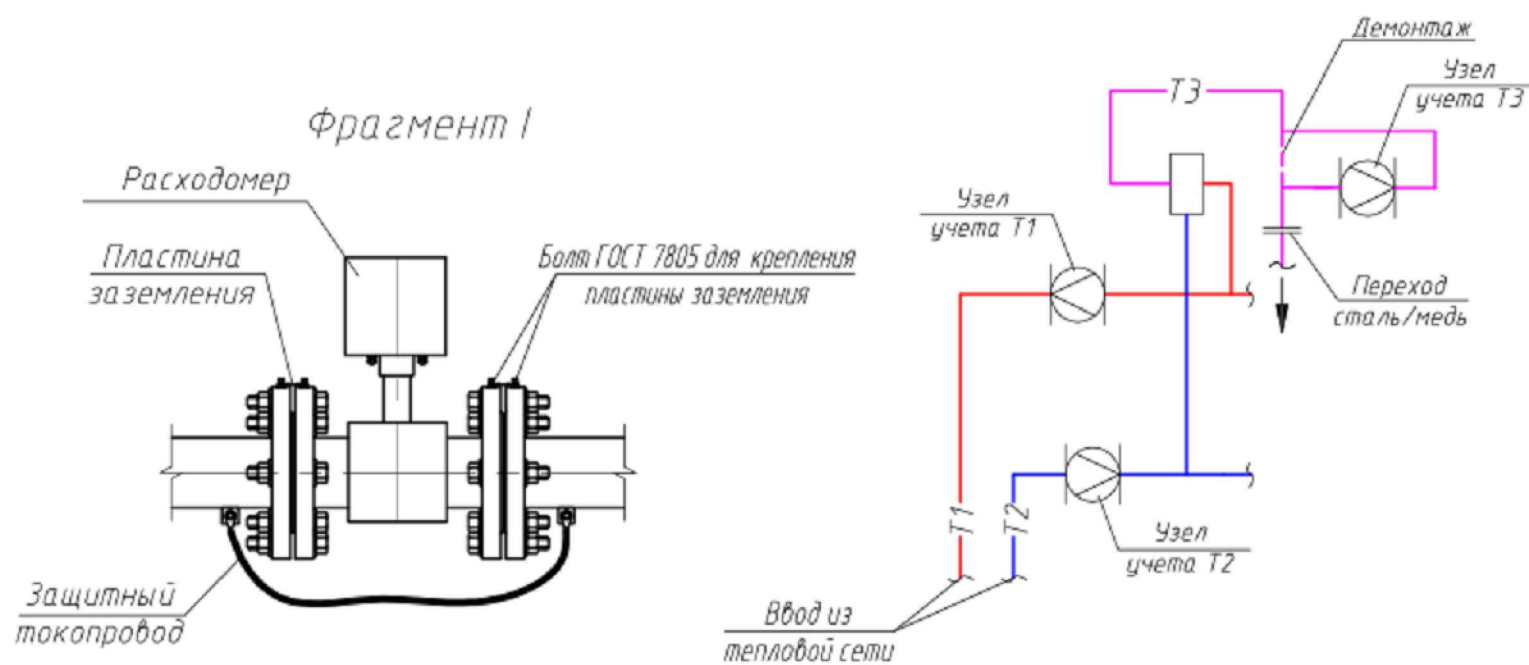 Фрагмент I
Расходомер
Пластина
заземления
Болт ГОСТ 7805 для крепления
пластины заземления
Защитный
токопровод
Демонтаж
Узел
учета Т3
Т3
Узел
учета Т1
Переход
сталь/медь
Т1
Т2
Узел
учета Т2
Ввод из
тепловой сети